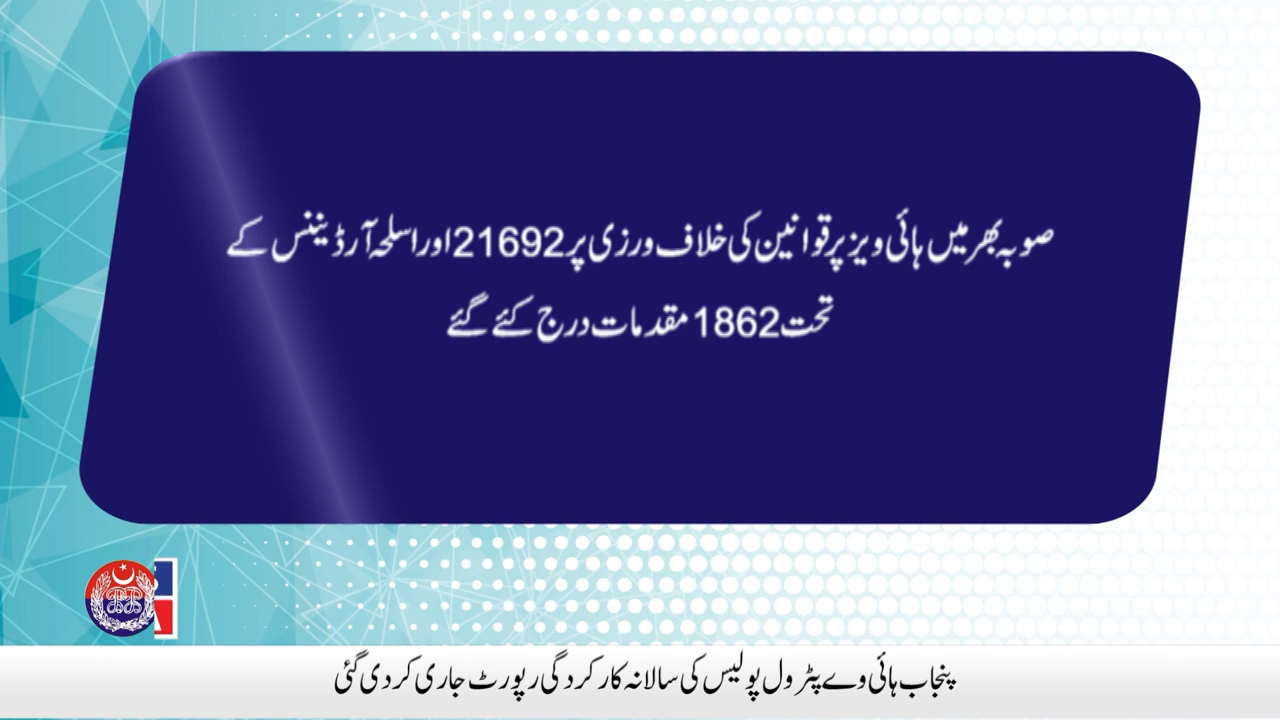 صوبہ بھر میں ہائی ویز پر قوانین کی خلاف ورزی پر 21692 اور اسلحہ آرڈیننس کے
تحت 1862 مقدمات درج کئے گئے
پنجاب ہائی وے پٹرول پولیس کی سالانہ کارکردگی رپورٹ جاری کر دی گئی